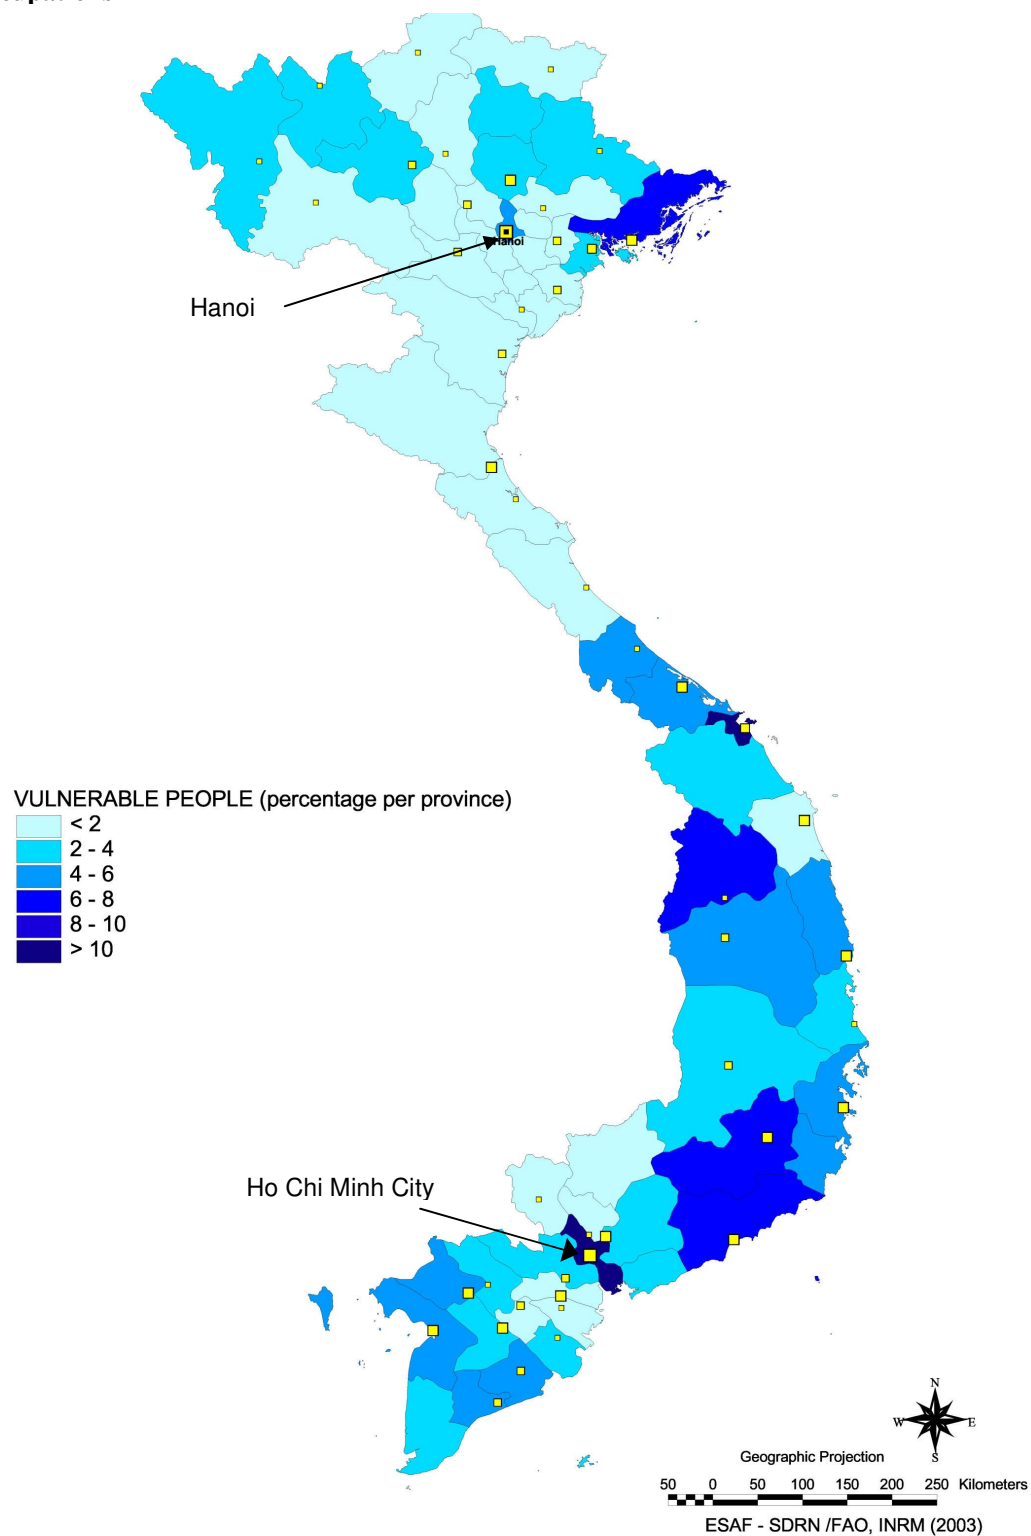 Hanoi
Hanoi
VULNERABLE PEOPLE (percentage per province)
< 2
2 - 4
4 - 6
6 - 8
8 - 10
> 10
Ho Chi Minh City
N
W E
S
Geographic Projection
50 0 50 100 150 200 250 Kilometers
ESAF - SDRN /FAO, INRM (2003)